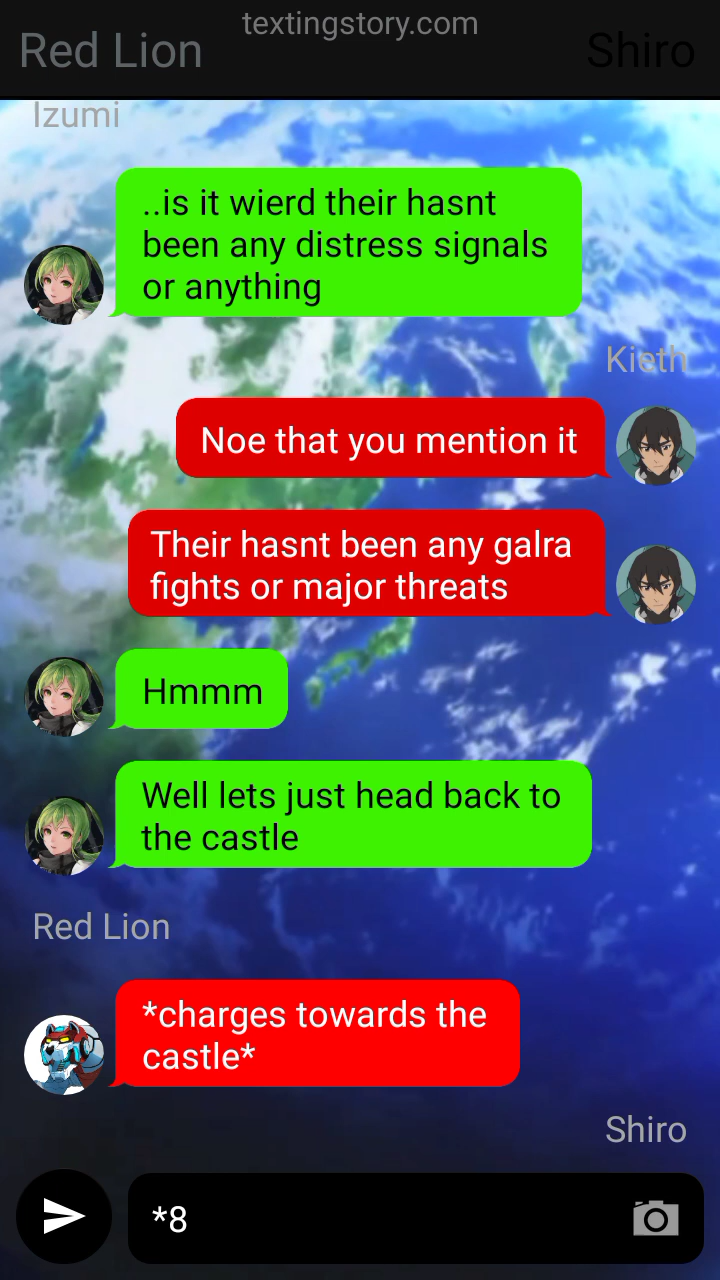 textingstory.com
Red Lion
Shiro
Izumi
..is it wierd their hasnt
been any distress signals
or anything
Kieth
Noe that you mention it
Their hasnt been any galra
fights or major threats
Hmmm
Well lets just head back to
the castle
Red Lion
*charges towards the
castle*
Shiro
*8